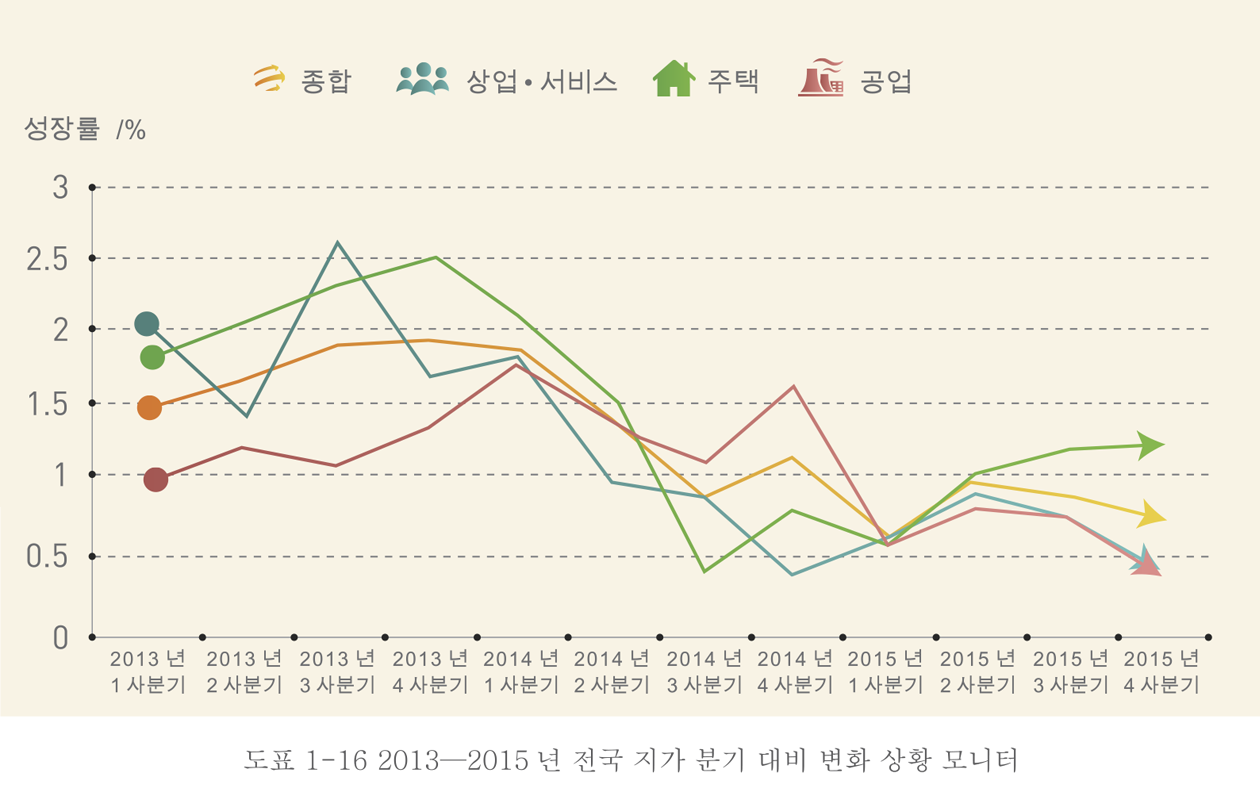 종합 상업•서비스 주택 공업
성장률 /%
3
2.5
2
1.5
1
0.5
0
2013 년 2013 년 2013 년 2013 년 2014 년 2014 년 2014 년 2014 년 2015 년 2015 년 2015 년 2015 년
1 사분기 2 사분기 3 사분기 4 사분기 1 사분기 2 사분기 3 사분기 4 사분기 1 사분기 2 사분기 3 사분기 4 사분기
도표 1-16 2013—2015 년 전국 지가 분기 대비 변화 상황 모니터